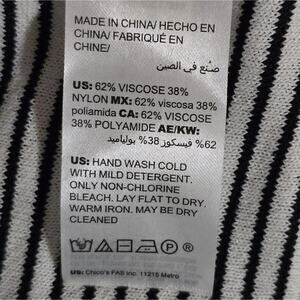 MADE IN CHINA/ HECHO EN
CHINA/ FABRIQUÉ EN
CHINE/
صنع في الصين
US: 62% VISCOSE 38%
NYLON MX: 62% viscosa 38%
poliamida CA: 62% VISCOSE
38% POLYAMIDE AE/KW:
62% فيسكوز 38% بولياميد
US: HAND WASH COLD
WITH MILD DETERGENT.
ONLY NON-CHLORINE
BLEACH. LAY FLAT TO DRY.
WARM IRON. MAY BE DRY
CLEANED
P
US: Chico's FAS Inc. 11215 Metro